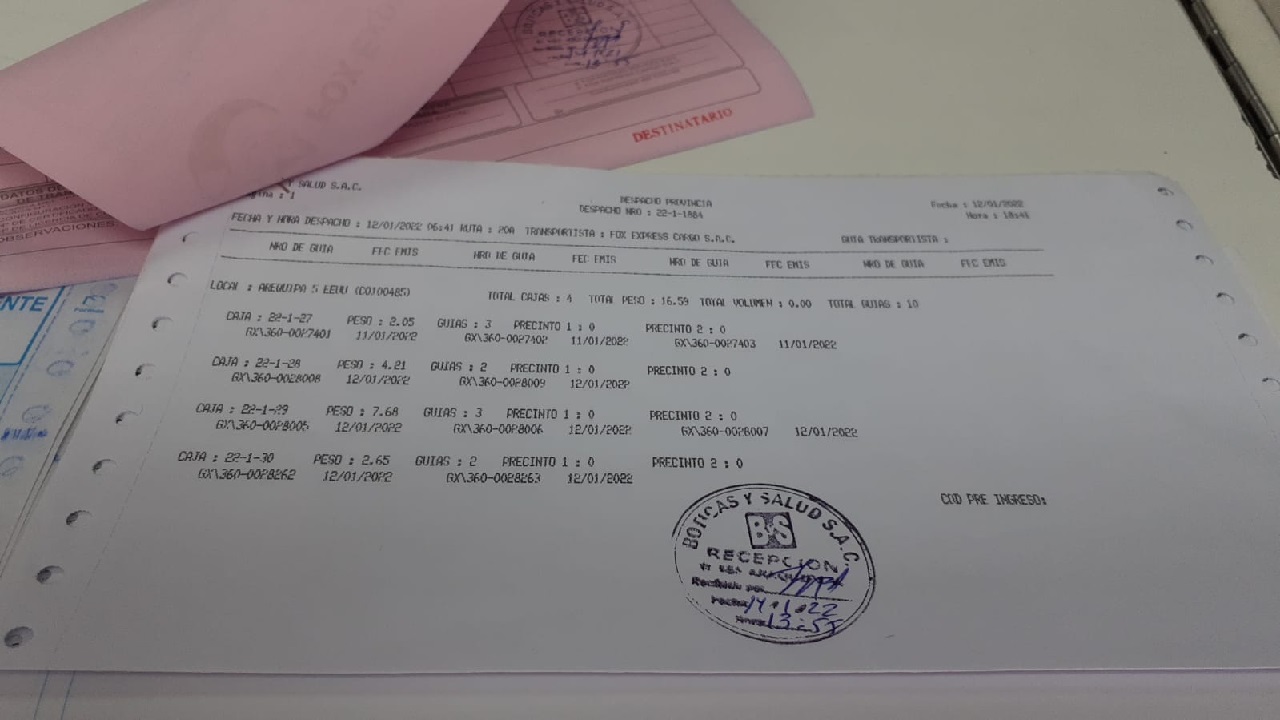 DESTINATARIO
OBSERVACIONES
NTE
Y SALUD S.A.C.
DESPACHO PROVINCIA
Fecha : 12/01/2022
DESPACHO NRO : 22-1-1884
Hora : 18:46
FECHA Y HORA DESPACHO : 12/01/2022 06:41 RUTA : 20A TRANSPORTISTA : FOX EXPRESS CARGO S.A.C. GUIA TRANSPORTISTA :
NRO DE GUIA FEC EMIS NRO DE GUIA FEC EMIS NRO DE GUIA FEC EMIS NRO DE GUIA FEC EMIS
LOCAL : AREQUIPA 5 EEUU (C0100485) TOTAL CAJAS : 4 TOTAL PESO : 16.59 TOTAL VOLUMEN : 0.00 TOTAL GUIAS : 10
CAJA : 22-1-27 PESO : 2.05 GUIAS : 3 PRECINTO 1 : 0 PRECINTO 2 : 0
GX\360-0027401 11/01/2022 GX\360-0027402 11/01/2022 GX\360-0027403 11/01/2022
CAJA : 22-1-28 PESO : 4.21 GUIAS : 2 PRECINTO 1 : 0 PRECINTO 2 : 0
GX\360-0028008 12/01/2022 GX\360-0028009 12/01/2022
CAJA : 22-1-29 PESO : 7.68 GUIAS : 3 PRECINTO 1 : 0 PRECINTO 2 : 0
GX\360-0028005 12/01/2022 GX\360-0028006 12/01/2022 GX\360-0028007 12/01/2022
CAJA : 22-1-30 PESO : 2.65 GUIAS : 2 PRECINTO 1 : 0 PRECINTO 2 : 0
GX\360-0028262 12/01/2022 GX\360-0028263 12/01/2022
COD PRE INGRESO:
BOTICAS Y SALUD S.A.C.
B&S
RECEPCION
Recibido por
Fecha 14.1.22
Hora 13:55